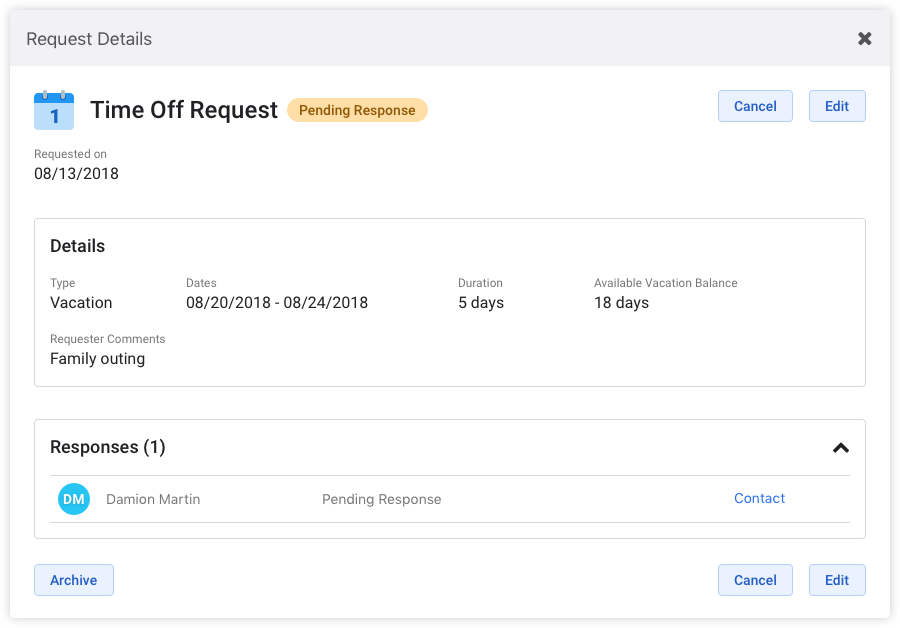 Request Details
1
Time Off Request
Pending Response
Cancel
Edit
Requested on
08/13/2018
Details
Type
Dates
Duration
Available Vacation Balance
Vacation
08/20/2018 - 08/24/2018
5 days
18 days
Requester Comments
Family outing
Responses (1)
DM
Damion Martin
Pending Response
Contact
Archive
Cancel
Edit